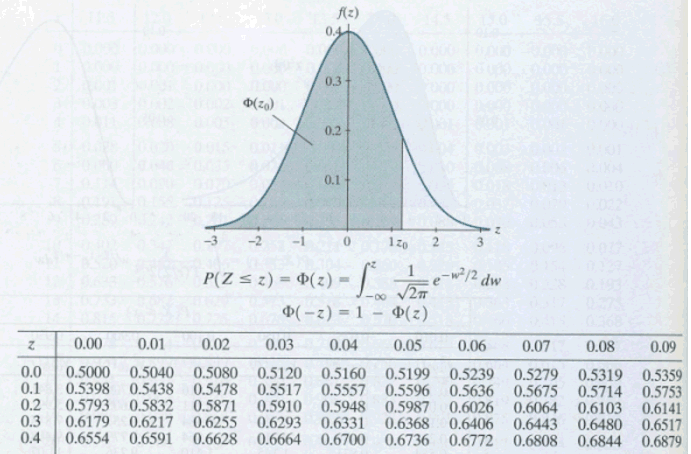 f(z)
0.4
0.3
Φ(z₀)
0.2
0.1
−3 −2 −1 0 1 z₀ 2 3 z
P(Z ≤ z) = Φ(z) = ∫_{−∞}^{z} 1/√(2π) e^{−w²/2} dw
Φ(−z) = 1 − Φ(z)
z 0.00 0.01 0.02 0.03 0.04 0.05 0.06 0.07 0.08 0.09
0.0 0.5000 0.5040 0.5080 0.5120 0.5160 0.5199 0.5239 0.5279 0.5319 0.5359
0.1 0.5398 0.5438 0.5478 0.5517 0.5557 0.5596 0.5636 0.5675 0.5714 0.5753
0.2 0.5793 0.5832 0.5871 0.5910 0.5948 0.5987 0.6026 0.6064 0.6103 0.6141
0.3 0.6179 0.6217 0.6255 0.6293 0.6331 0.6368 0.6406 0.6443 0.6480 0.6517
0.4 0.6554 0.6591 0.6628 0.6664 0.6700 0.6736 0.6772 0.6808 0.6844 0.6879